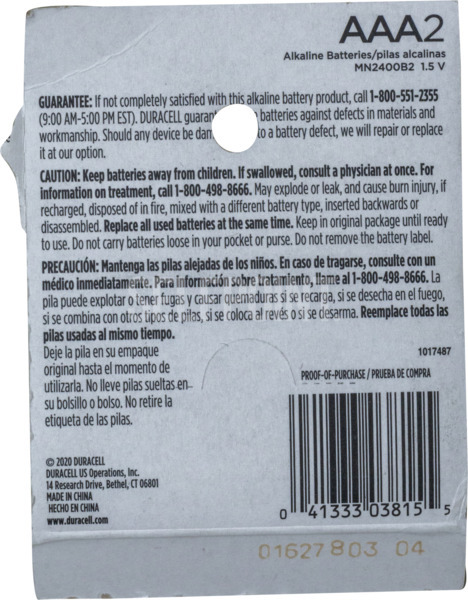 AAA2
Alkaline Batteries/pilas alcalinas
MN2400B2 1.5 V
GUARANTEE: If not completely satisfied with this alkaline battery product, call 1-800-551-2355
(9:00 AM-5:00 PM EST). DURACELL batteries against defects in materials and
workmanship. Should any device be to a battery defect, we will repair or replace
it at our option.
CAUTION: Keep batteries away from children. If swallowed, consult a physician at once. For
information on treatment, call 1-800-498-8666. May explode or leak, and cause burn injury, if
recharged, disposed of in fire, mixed with a different battery type, inserted backwards or
disassembled. Replace all used batteries at the same time. Keep in original package until ready
to use. Do not carry batteries loose in your pocket or purse. Do not remove the battery label.
PRECAUCIÓN: Mantenga las pilas alejadas de los niños. En caso de tragarse, consulte con un
médico inmediatamente. Para información sobre tratamiento, llame al 1-800-498-8666. La
pila puede explotar o tener fugas y causar quemaduras si se recarga, si se desecha en el fuego,
si se combina con otros tipos de pilas, si se coloca al revés o si se desarma. Reemplace todas las
pilas usadas al mismo tiempo.
Deje la pila en su empaque
original hasta el momento de
utilizarla. No lleve pilas sueltas en
su bolsillo o bolso. No retire la
etiqueta de las pilas.
1017487
PROOF-OF-PURCHASE / PRUEBA DE COMPRA
© 2020 DURACELL
DURACELL US Operations, Inc.
14 Research Drive, Bethel, CT 06801
MADE IN CHINA
HECHO EN CHINA
www.duracell.com
0 41333 03815 5
01627803 04